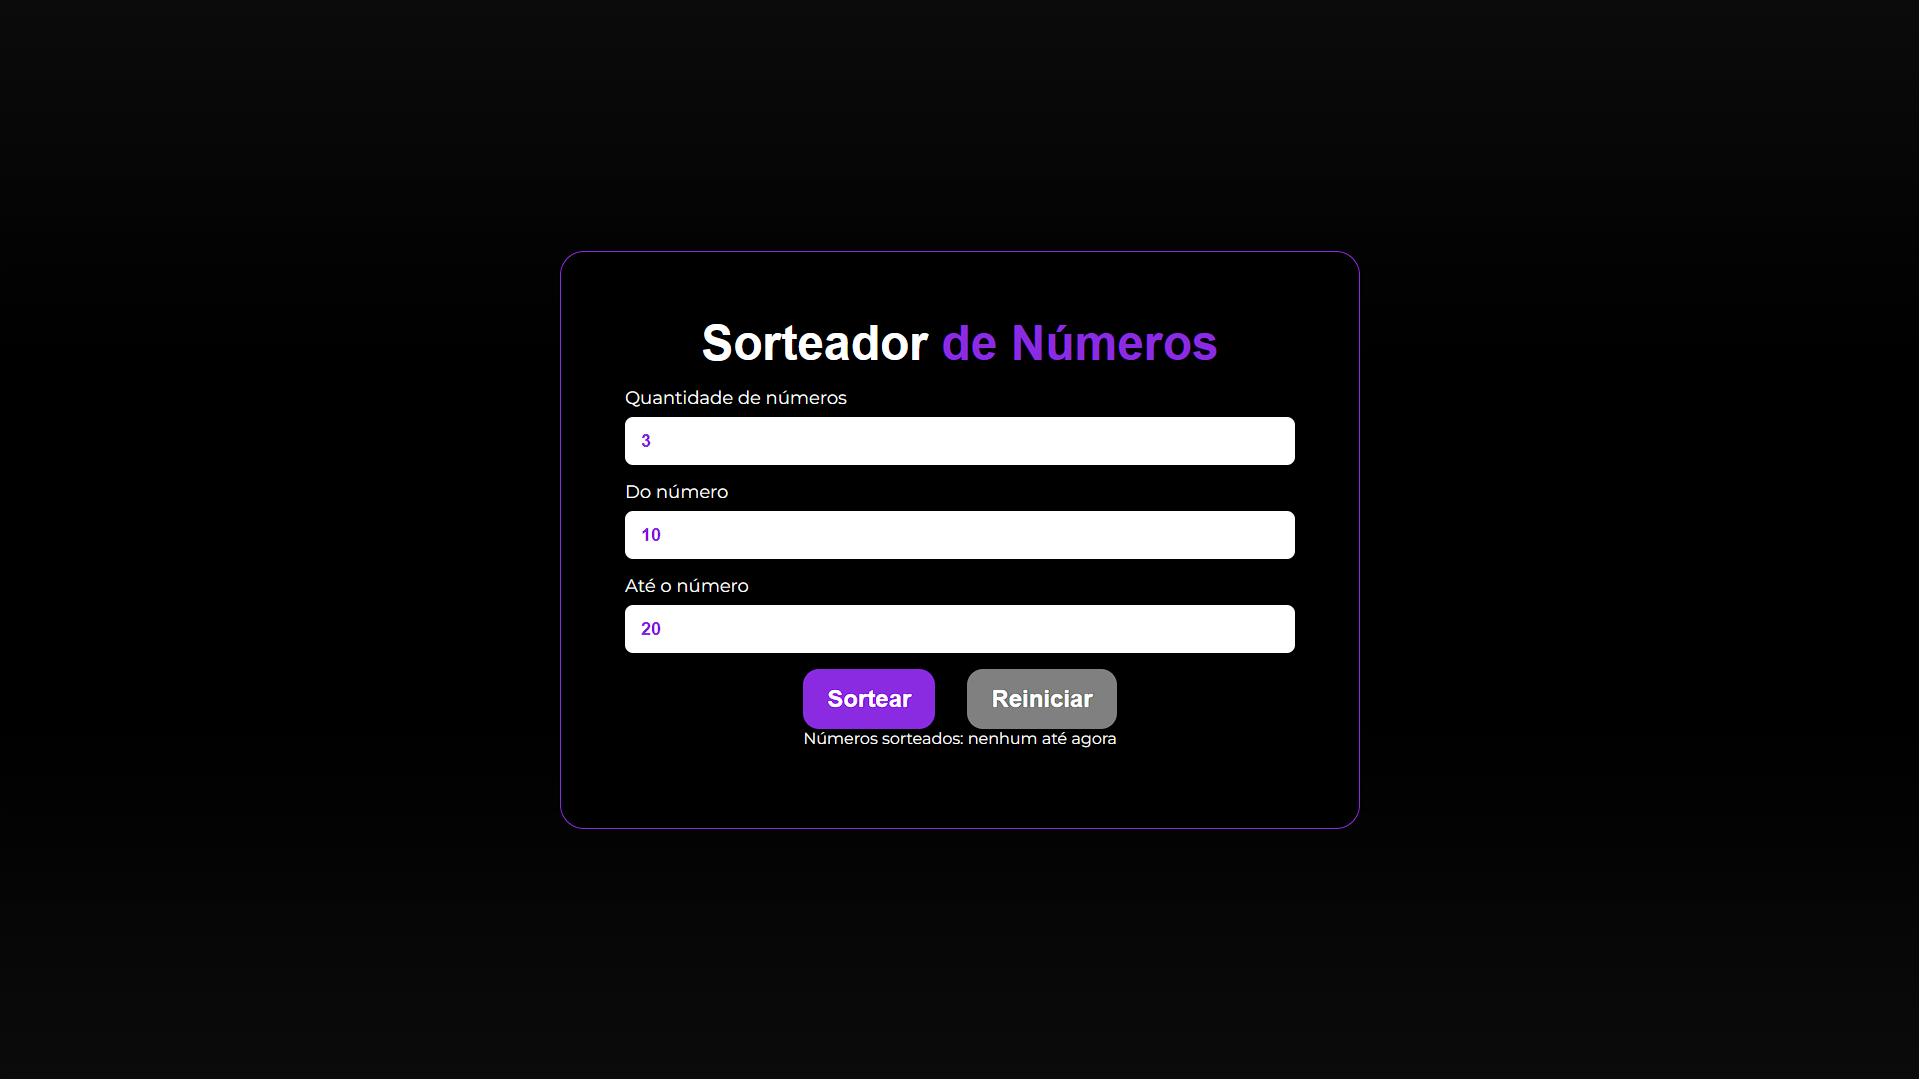 Sorteador de Números
Quantidade de números
3
Do número
10
Até o número
20
Sortear Reiniciar
Números sorteados: nenhum até agora